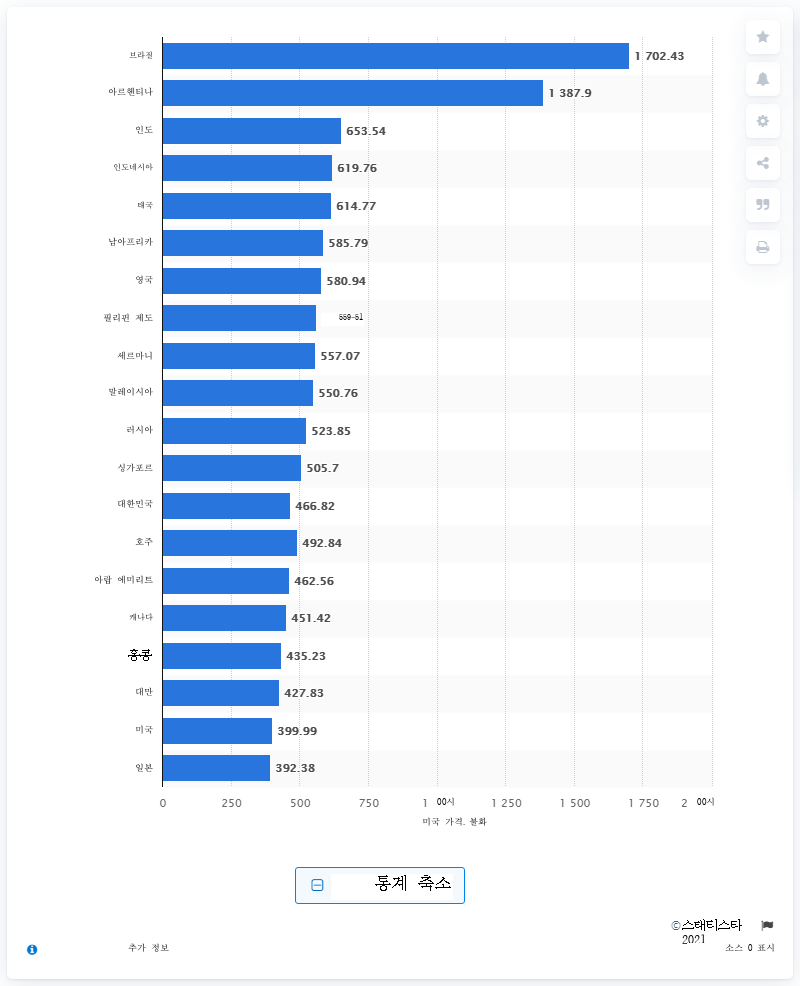 브라질 1 702.43
아르헨티나 1 387.9
인도 653.54
인도네시아 619.76
태국 614.77
남아프리카 585.79
영국 580.94
필리핀 제도 559-51
세르마니 557.07
말레이시아 550.76
러시아 523.85
싱가포르 505.7
대한민국 466.82
호주 492.84
아랍 에미리트 462.56
캐나다 451.42
홍콩 435.23
대만 427.83
미국 399.99
일본 392.38
0 250 500 750 1 00시 1 250 1 500 1 750 2 00시
미국 가격. 불화
통계 축소
©스태티스타
2021
추가 정보 소스 0 표시